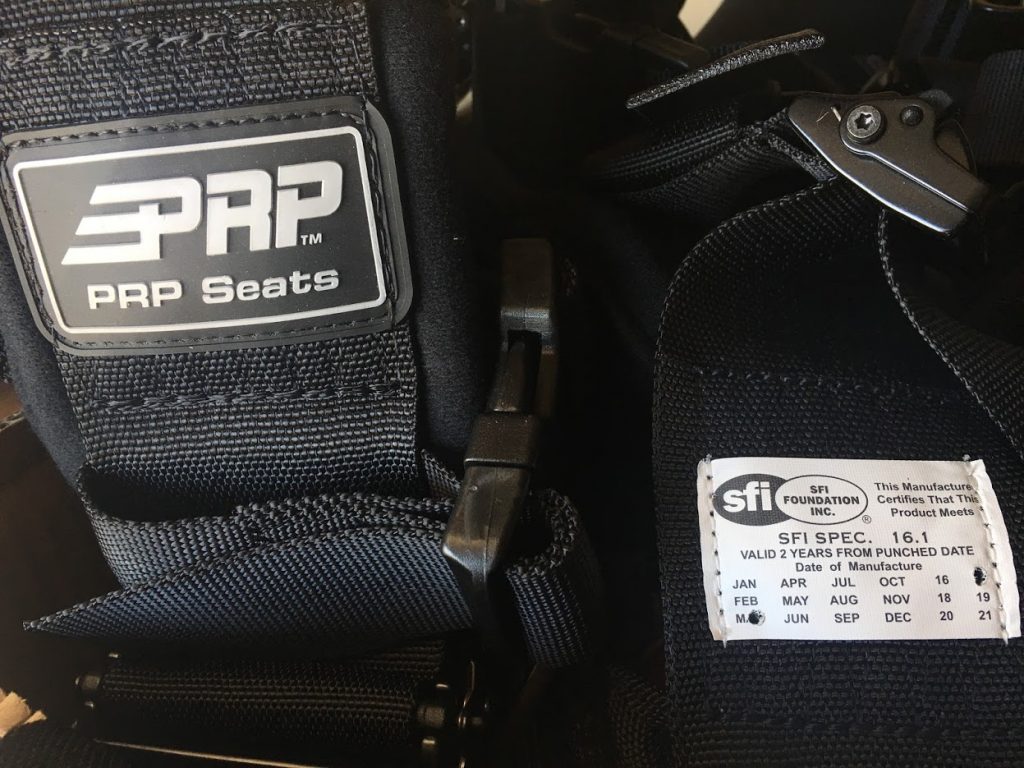 PRP™
PRP Seats
sfi
SFI
FOUNDATION
INC.
®
This Manufacture
Certifies That This
Product Meets
SFI SPEC. 16.1
VALID 2 YEARS FROM PUNCHED DATE
Date of Manufacture
JAN APR JUL OCT 16
FEB MAY AUG NOV 18 19
JUN SEP DEC 20 21